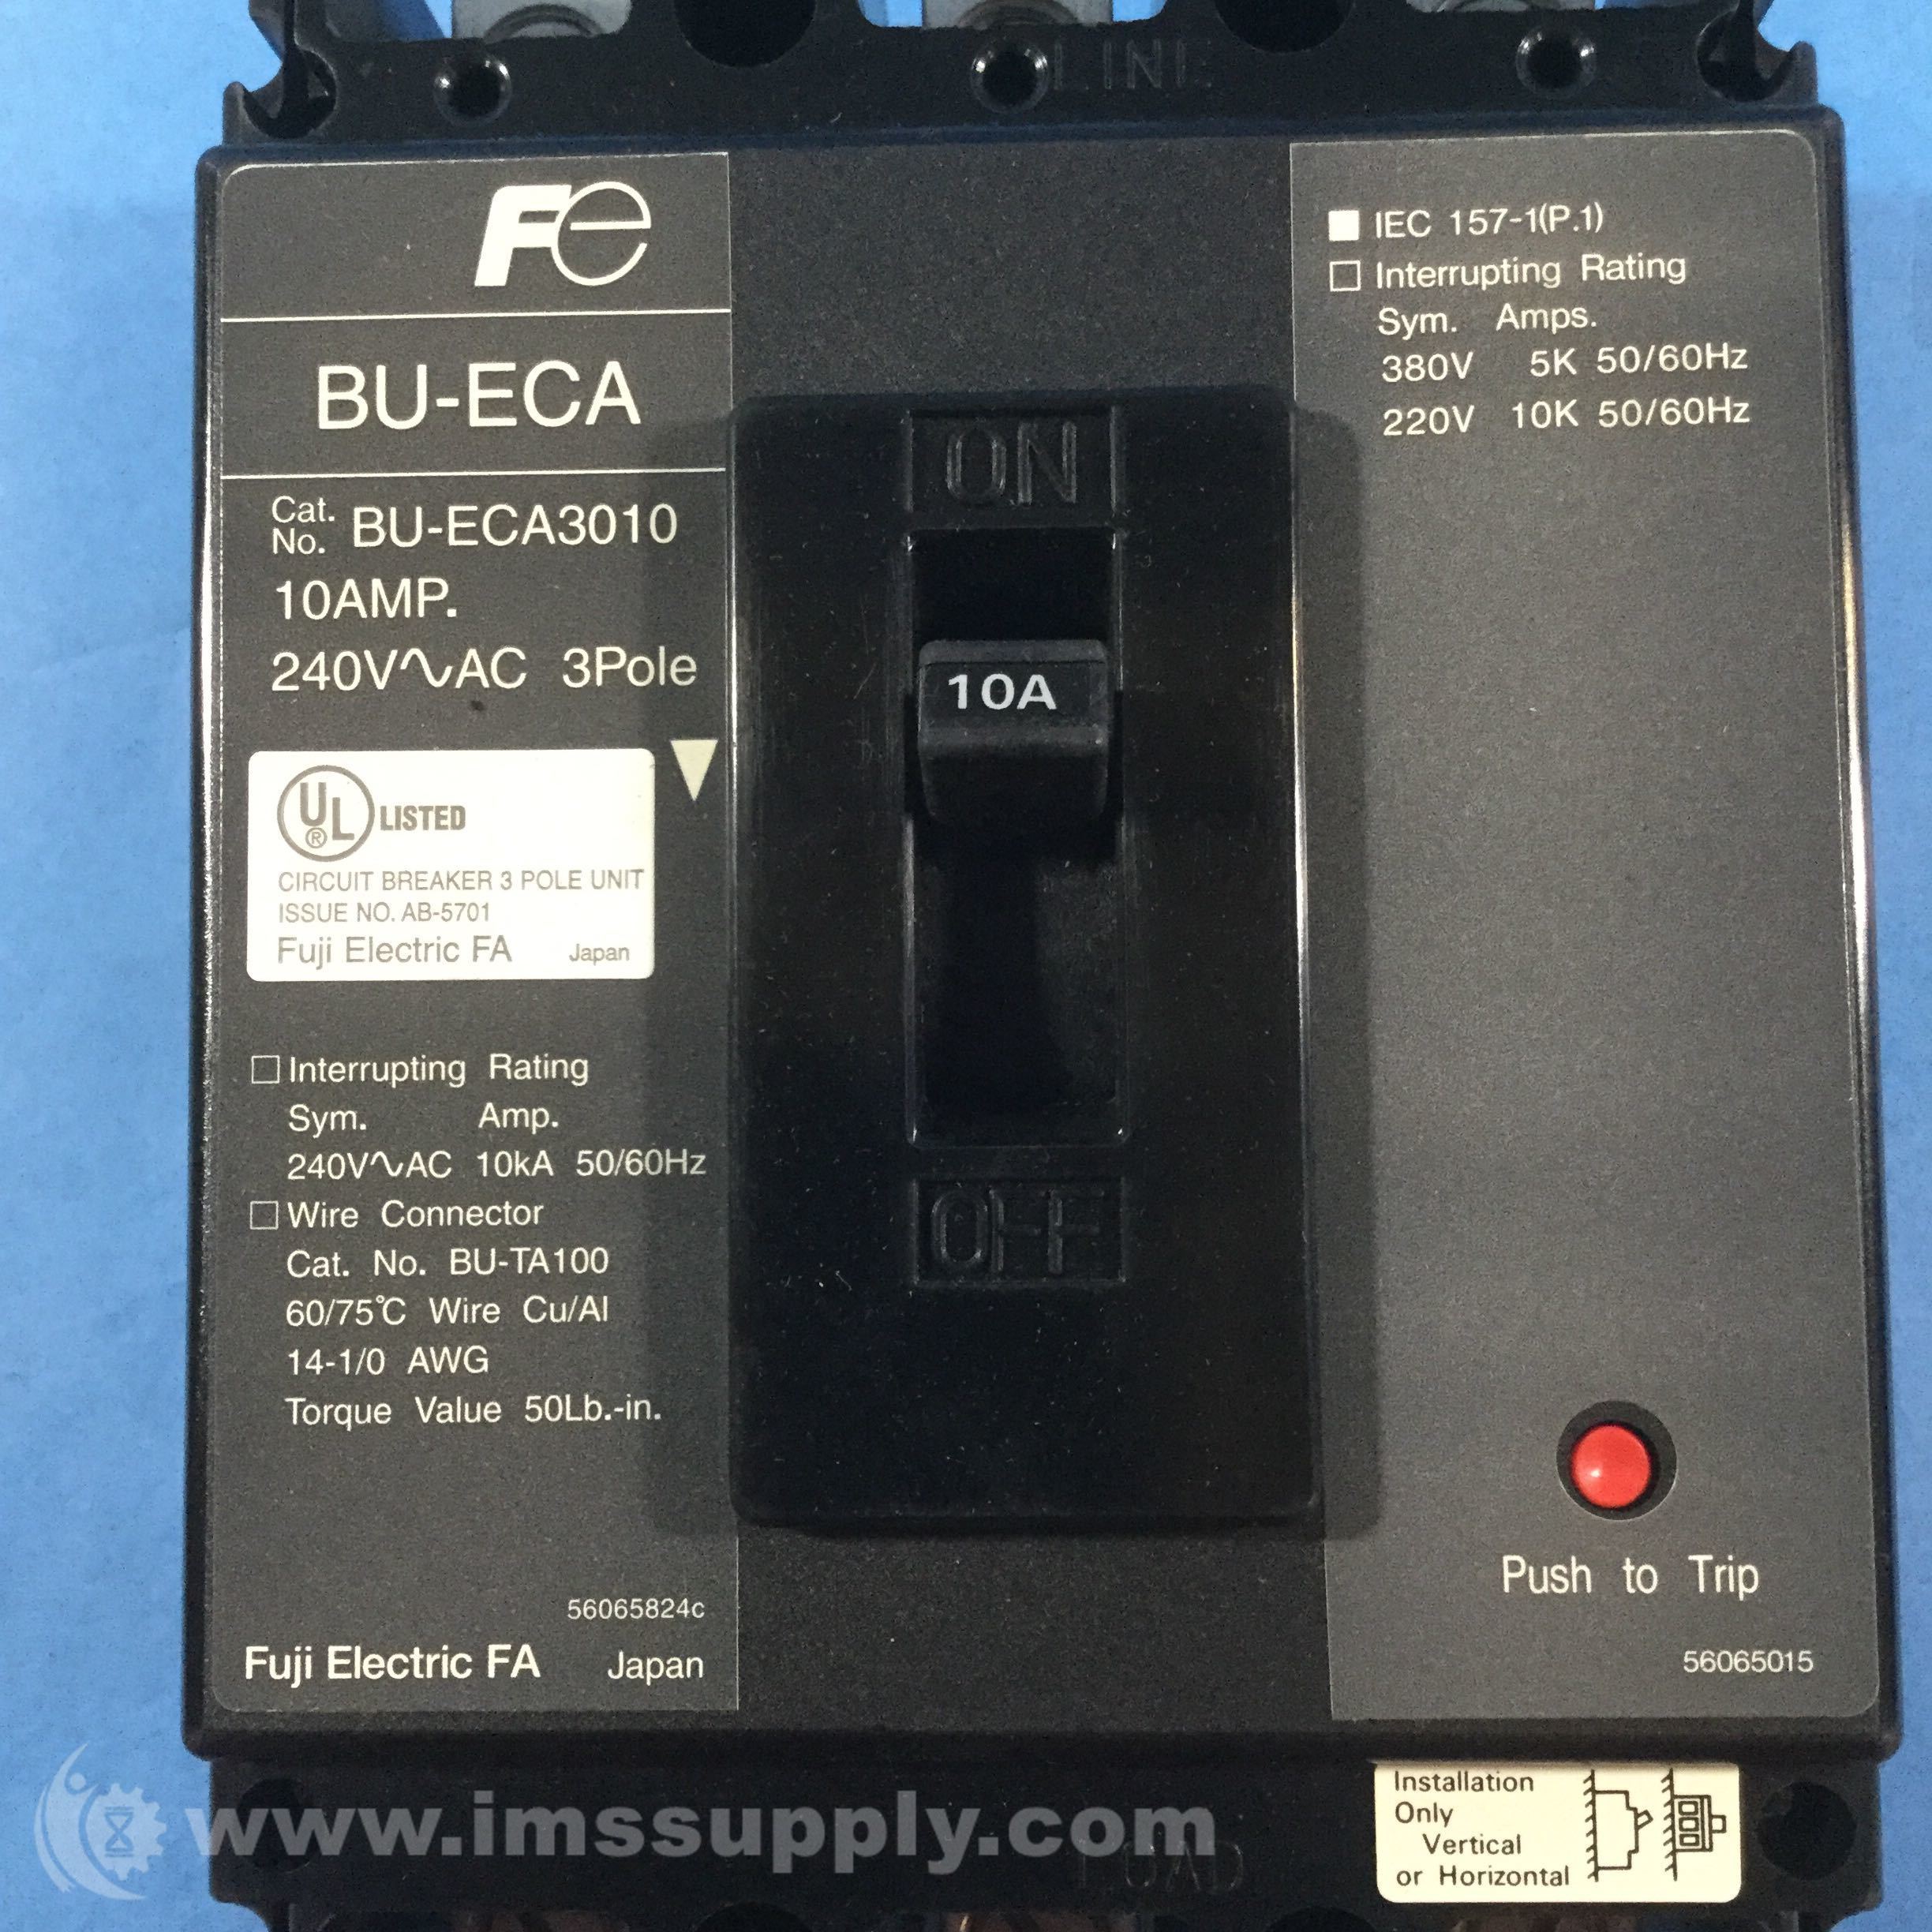 LINE
Fe
BU-ECA
Cat. No. BU-ECA3010
10AMP.
240V∿AC 3Pole
UL® LISTED
CIRCUIT BREAKER 3 POLE UNIT
ISSUE NO. AB-5701
Fuji Electric FA Japan
□ Interrupting Rating
Sym. Amp.
240V∿AC 10kA 50/60Hz
□ Wire Connector
Cat. No. BU-TA100
60/75℃ Wire Cu/Al
14-1/0 AWG
Torque Value 50Lb.-in.
56065824c
Fuji Electric FA Japan
ON
10A
OFF
■ IEC 157-1(P.1)
□ Interrupting Rating
Sym. Amps.
380V 5K 50/60Hz
220V 10K 50/60Hz
Push to Trip
56065015
LOAD
Installation
Only
Vertical
or Horizontal
www.imssupply.com